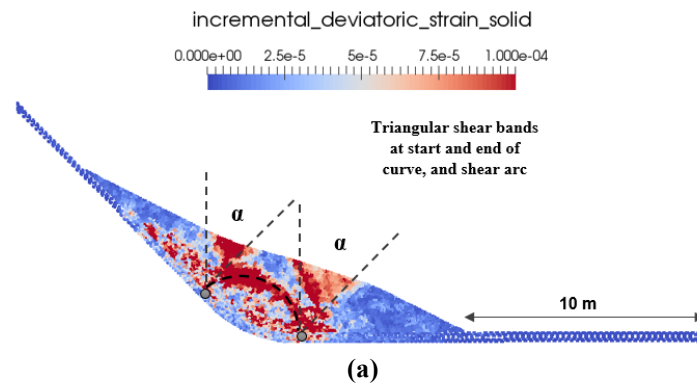 incremental_deviatoric_strain_solid
0.000e+00 2.5e-5 5e-5 7.5e-5 1.000e-04
Triangular shear bands
at start and end of
curve, and shear arc
α
α
10 m
(a)